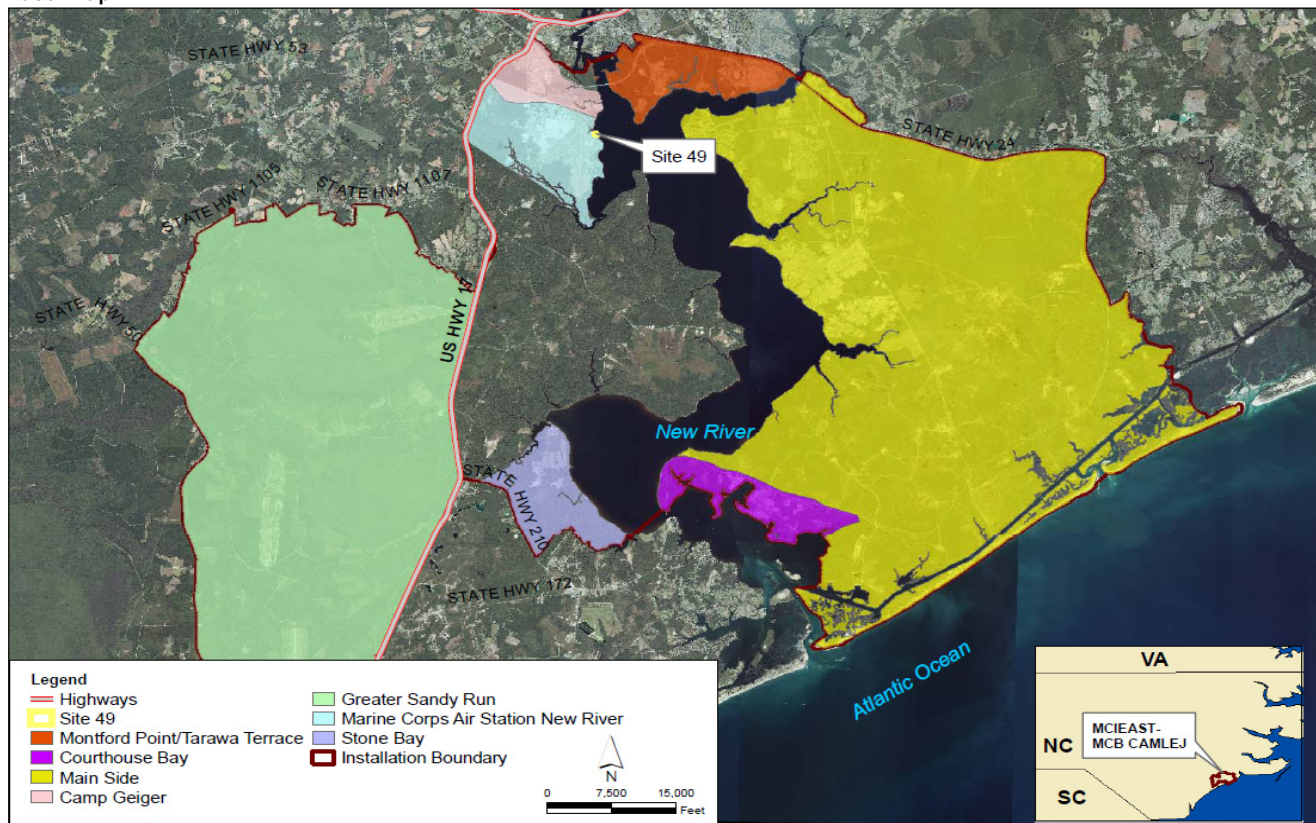 STATE HWY 53
Site 49
STATE HWY 24
STATE HWY 1105
STATE HWY 1107
STATE HWY 50
US HWY 17
New River
STATE HWY 210
STATE HWY 172
Atlantic Ocean
Legend
Highways
Site 49
Montford Point/Tarawa Terrace
Courthouse Bay
Main Side
Camp Geiger
Greater Sandy Run
Marine Corps Air Station New River
Stone Bay
Installation Boundary
N
0 7,500 15,000
Feet
VA
MCIEAST-
MCB CAMLEJ
NC
SC